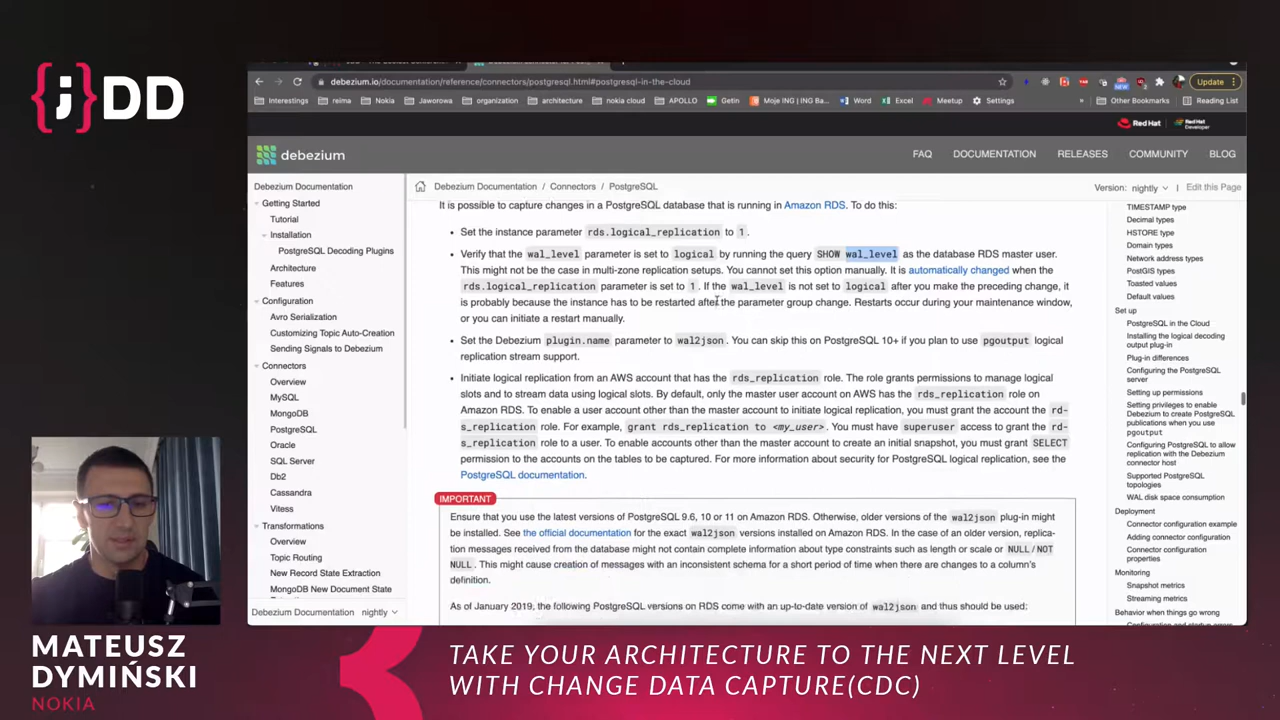 {;}DD
debezium.io/documentation/reference/connectors/postgresql.html#postgresql-in-the-cloud
Update
Interestings reima Nokia Jaworowa organization architecture nokia cloud APOLLO GetIn Moje ING | ING Ba... Word Excel Meetup Settings » Other Bookmarks Reading List
Red Hat Red Hat Developer
debezium FAQ DOCUMENTATION RELEASES COMMUNITY BLOG
Debezium Documentation Connectors PostgreSQL Version: nightly Edit this Page
Debezium Documentation
Getting Started
Tutorial
Installation
PostgreSQL Decoding Plugins
Architecture
Features
Configuration
Avro Serialization
Customizing Topic Auto-Creation
Sending Signals to Debezium
Connectors
Overview
MySQL
MongoDB
PostgreSQL
Oracle
SQL Server
Db2
Cassandra
Vitess
Transformations
Overview
Topic Routing
New Record State Extraction
MongoDB New Document State
Debezium Documentation nightly
It is possible to capture changes in a PostgreSQL database that is running in Amazon RDS. To do this:
• Set the instance parameter rds.logical_replication to 1.
• Verify that the wal_level parameter is set to logical by running the query SHOW wal_level as the database RDS master user.
This might not be the case in multi-zone replication setups. You cannot set this option manually. It is automatically changed when the
rds.logical_replication parameter is set to 1. If the wal_level is not set to logical after you make the preceding change, it
is probably because the instance has to be restarted after the parameter group change. Restarts occur during your maintenance window,
or you can initiate a restart manually.
• Set the Debezium plugin.name parameter to wal2json. You can skip this on PostgreSQL 10+ if you plan to use pgoutput logical
replication stream support.
• Initiate logical replication from an AWS account that has the rds_replication role. The role grants permissions to manage logical
slots and to stream data using logical slots. By default, only the master user account on AWS has the rds_replication role on
Amazon RDS. To enable a user account other than the master account to initiate logical replication, you must grant the account the rd-
s_replication role. For example, grant rds_replication to <my_user>. You must have superuser access to grant the rd-
s_replication role to a user. To enable accounts other than the master account to create an initial snapshot, you must grant SELECT
permission to the accounts on the tables to be captured. For more information about security for PostgreSQL logical replication, see the
PostgreSQL documentation.
IMPORTANT
Ensure that you use the latest versions of PostgreSQL 9.6, 10 or 11 on Amazon RDS. Otherwise, older versions of the wal2json plug-in might
be installed. See the official documentation for the exact wal2json versions installed on Amazon RDS. In the case of an older version, replica-
tion messages received from the database might not contain complete information about type constraints such as length or scale or NULL / NOT
NULL. This might cause creation of messages with an inconsistent schema for a short period of time when there are changes to a column's
definition.
As of January 2019, the following PostgreSQL versions on RDS come with an up-to-date version of wal2json and thus should be used:
TIMESTAMP type
Decimal types
HSTORE type
Domain types
Network address types
PostGIS types
Toasted values
Default values
Set up
PostgreSQL in the Cloud
Installing the logical decoding
output plug-in
Plug-in differences
Configuring the PostgreSQL
server
Setting up permissions
Setting privileges to enable
Debezium to create PostgreSQL
publications when you use
pgoutput
Configuring PostgreSQL to allow
replication with the Debezium
connector host
Supported PostgreSQL
topologies
WAL disk space consumption
Deployment
Connector configuration example
Adding connector configuration
Connector configuration
properties
Monitoring
Snapshot metrics
Streaming metrics
Behavior when things go wrong
MATEUSZ
DYMIŃSKI
NOKIA
TAKE YOUR ARCHITECTURE TO THE NEXT LEVEL
WITH CHANGE DATA CAPTURE(CDC)